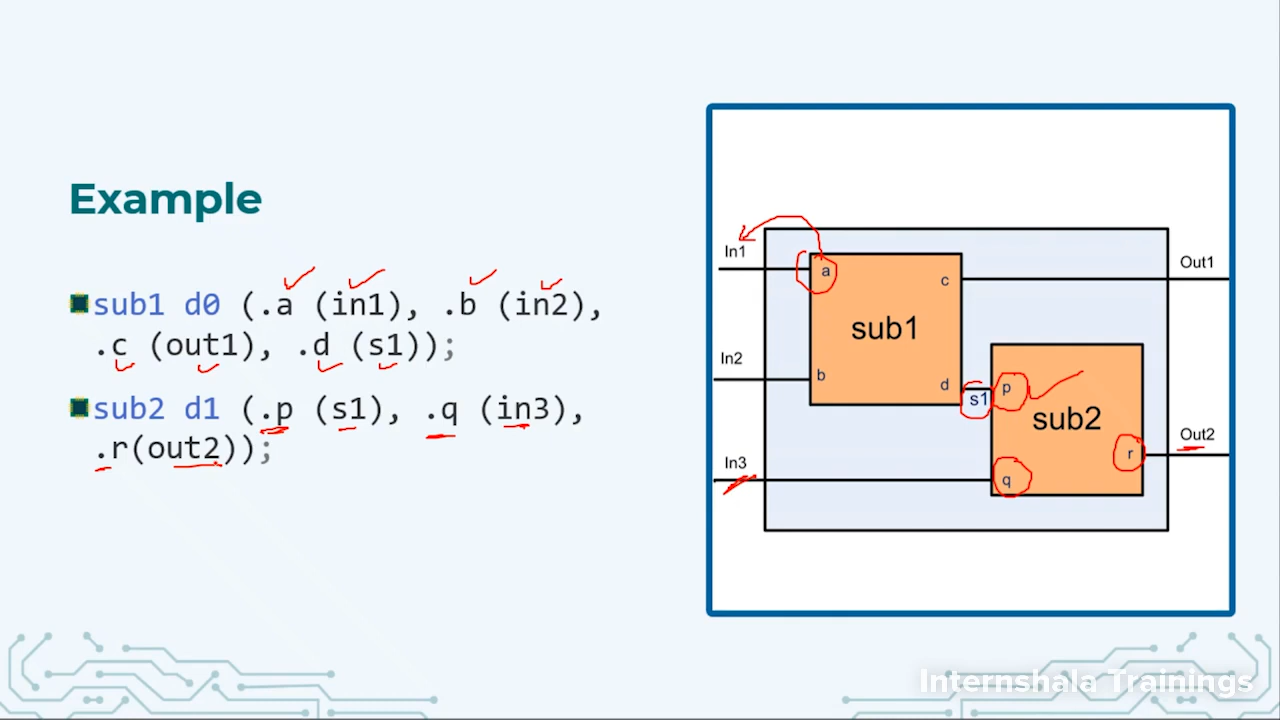 Example
sub1 d0 (.a (in1), .b (in2),
.c (out1), .d (s1));
sub2 d1 (.p (s1), .q (in3),
.r(out2));
In1
a
c
Out1
sub1
In2
b
d
s1
p
sub2
Out2
r
In3
q
Internshala Trainings